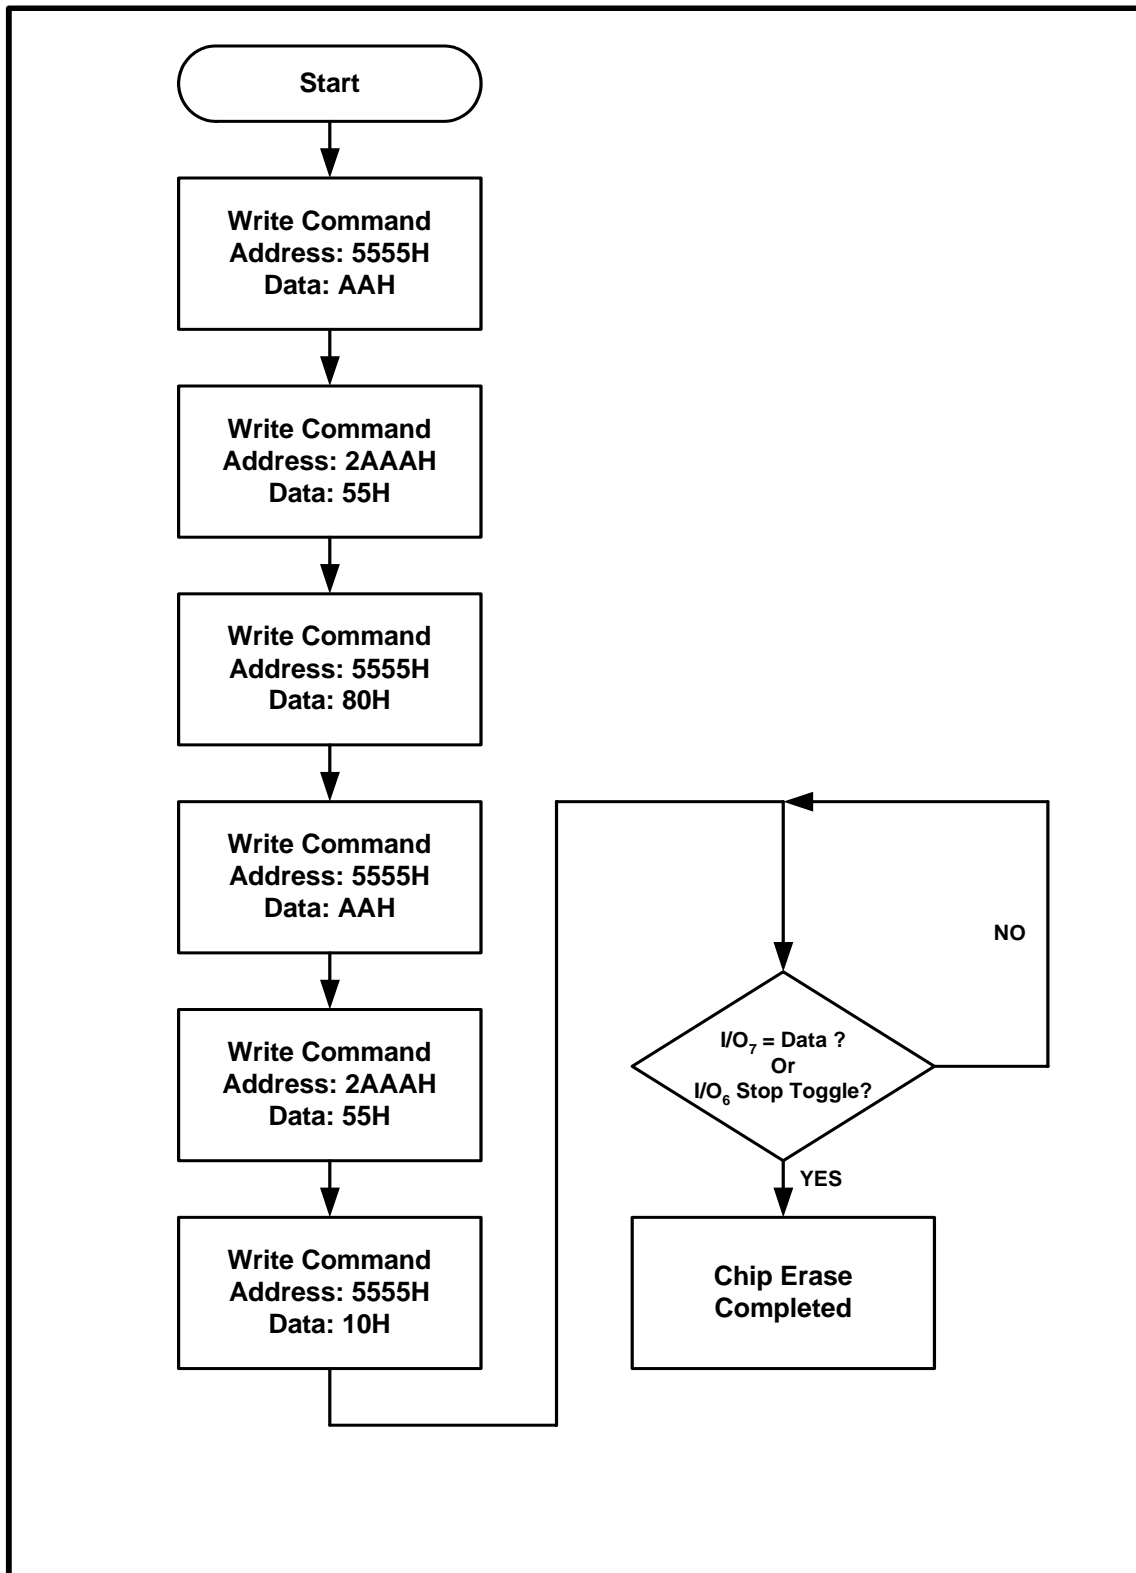 Start
Write Command
Address: 5555H
Data: AAH
Write Command
Address: 2AAAH
Data: 55H
Write Command
Address: 5555H
Data: 80H
Write Command
Address: 5555H
Data: AAH
Write Command
Address: 2AAAH
Data: 55H
Write Command
Address: 5555H
Data: 10H
NO
I/O₇ = Data ?
Or
I/O₆ Stop Toggle?
YES
Chip Erase
Completed